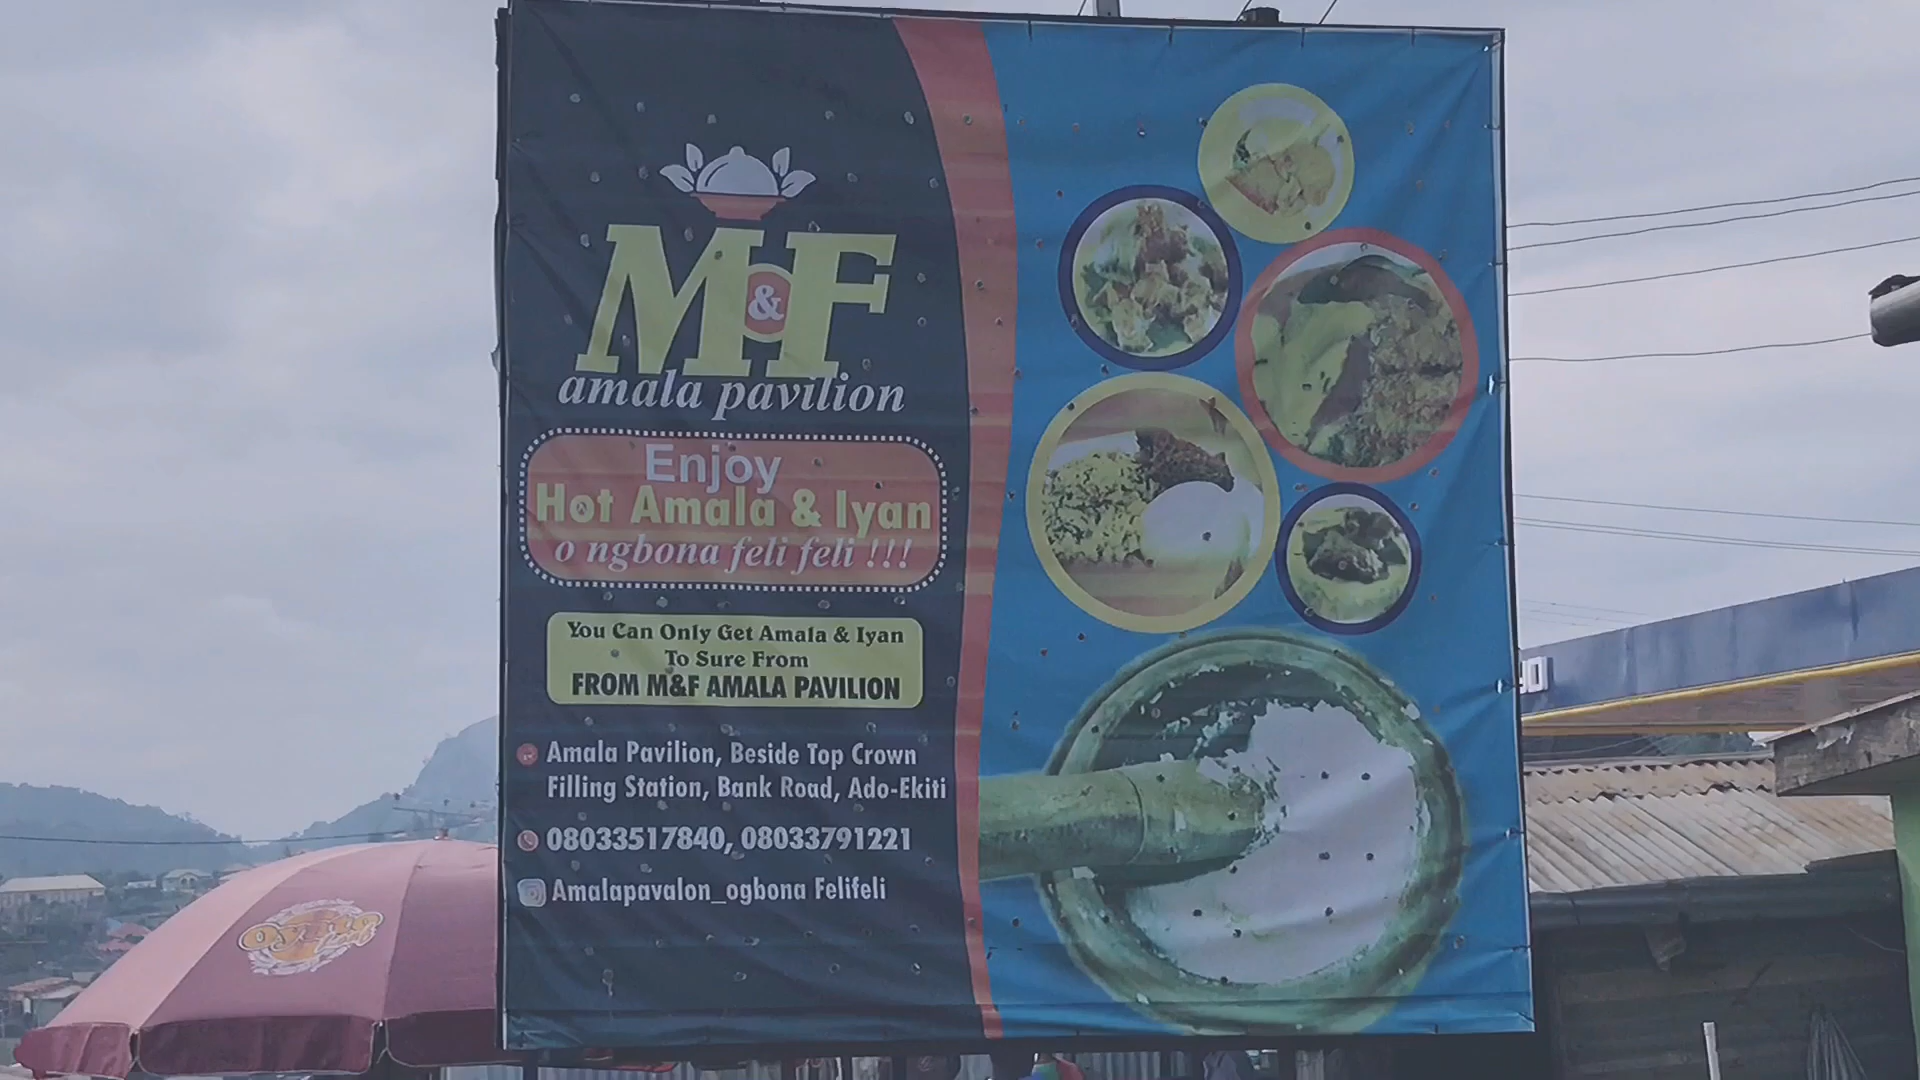 M&F
amala pavilion
Enjoy
Hot Amala & Iyan
o ngbona feli feli !!!
You Can Only Get Amala & Iyan
To Sure From
FROM M&F AMALA PAVILION
Amala Pavilion, Beside Top Crown
Filling Station, Bank Road, Ado-Ekiti
08033517840, 08033791221
Amalapavalon_ogbona Felifeli